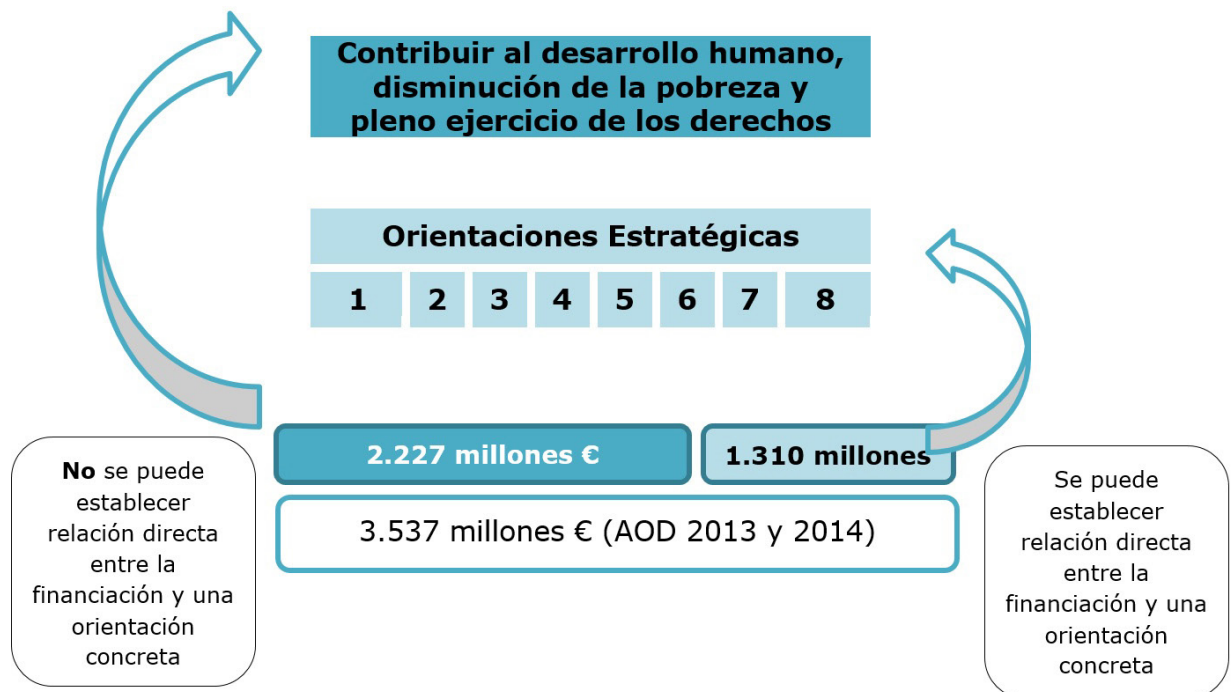 Contribuir al desarrollo humano,
disminución de la pobreza y
pleno ejercicio de los derechos
Orientaciones Estratégicas
1 2 3 4 5 6 7 8
2.227 millones €
1.310 millones
3.537 millones € (AOD 2013 y 2014)
No se puede
establecer
relación directa
entre la
financiación y una
orientación
concreta
Se puede
establecer
relación directa
entre la
financiación y una
orientación
concreta